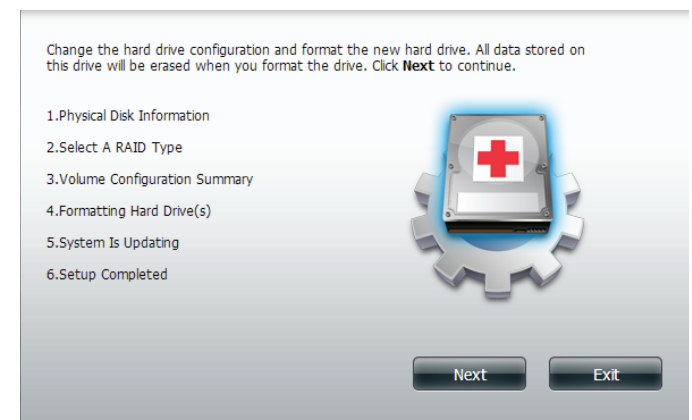 Change the hard drive configuration and format the new hard drive. All data stored on
this drive will be erased when you format the drive. Click Next to continue.
1.Physical Disk Information
2.Select A RAID Type
3.Volume Configuration Summary
4.Formatting Hard Drive(s)
5.System Is Updating
6.Setup Completed
Next
Exit